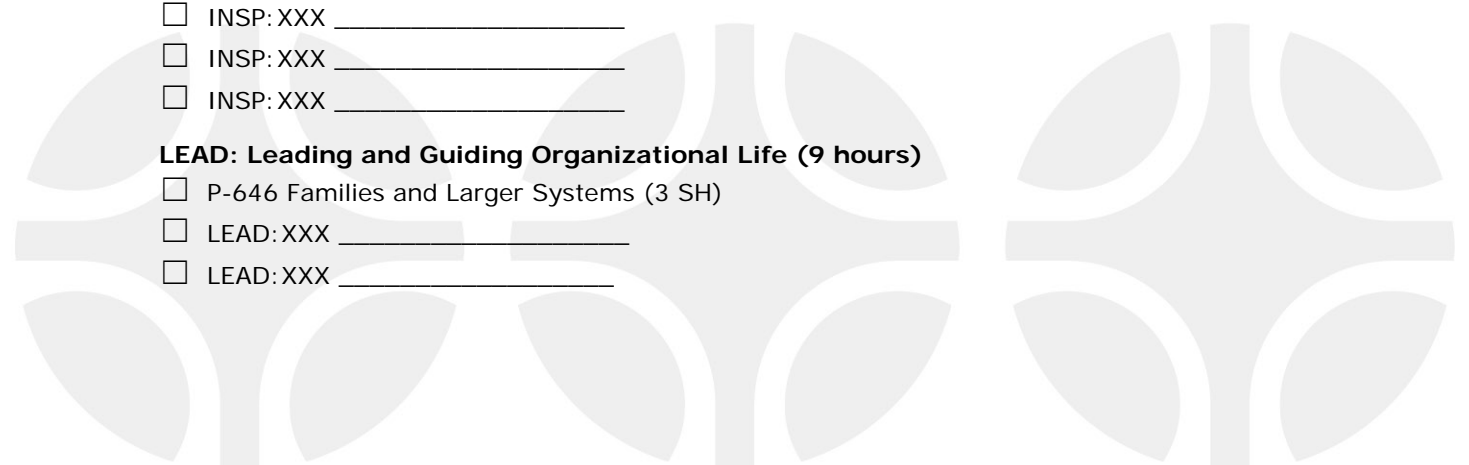 ☐ INSP:XXX ____________________
☐ INSP:XXX ____________________
☐ INSP:XXX ____________________
LEAD: Leading and Guiding Organizational Life (9 hours)
☐ P-646 Families and Larger Systems (3 SH)
☐ LEAD:XXX ____________________
☐ LEAD:XXX ___________________